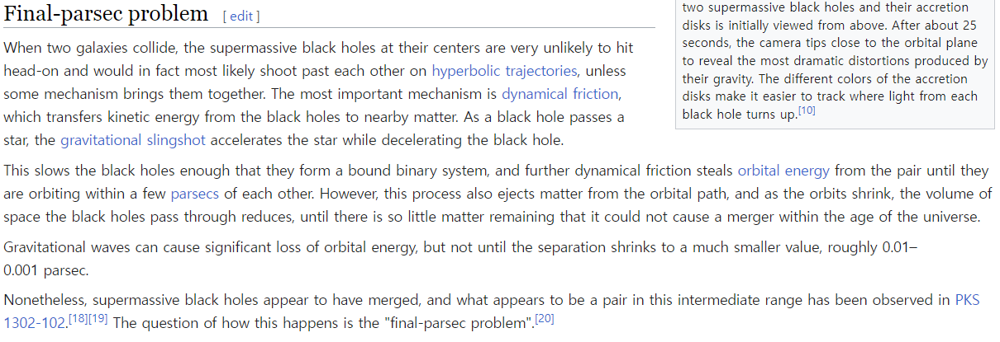 Final-parsec problem [edit]
When two galaxies collide, the supermassive black holes at their centers are very unlikely to hit
head-on and would in fact most likely shoot past each other on hyperbolic trajectories, unless
some mechanism brings them together. The most important mechanism is dynamical friction,
which transfers kinetic energy from the black holes to nearby matter. As a black hole passes a
star, the gravitational slingshot accelerates the star while decelerating the black hole.
two supermassive black holes and their accretion
disks is initially viewed from above. After about 25
seconds, the camera tips close to the orbital plane
to reveal the most dramatic distortions produced by
their gravity. The different colors of the accretion
disks make it easier to track where light from each
black hole turns up.[10]
This slows the black holes enough that they form a bound binary system, and further dynamical friction steals orbital energy from the pair until they
are orbiting within a few parsecs of each other. However, this process also ejects matter from the orbital path, and as the orbits shrink, the volume of
space the black holes pass through reduces, until there is so little matter remaining that it could not cause a merger within the age of the universe.
Gravitational waves can cause significant loss of orbital energy, but not until the separation shrinks to a much smaller value, roughly 0.01–
0.001 parsec.
Nonetheless, supermassive black holes appear to have merged, and what appears to be a pair in this intermediate range has been observed in PKS
1302-102.[18][19] The question of how this happens is the "final-parsec problem".[20]